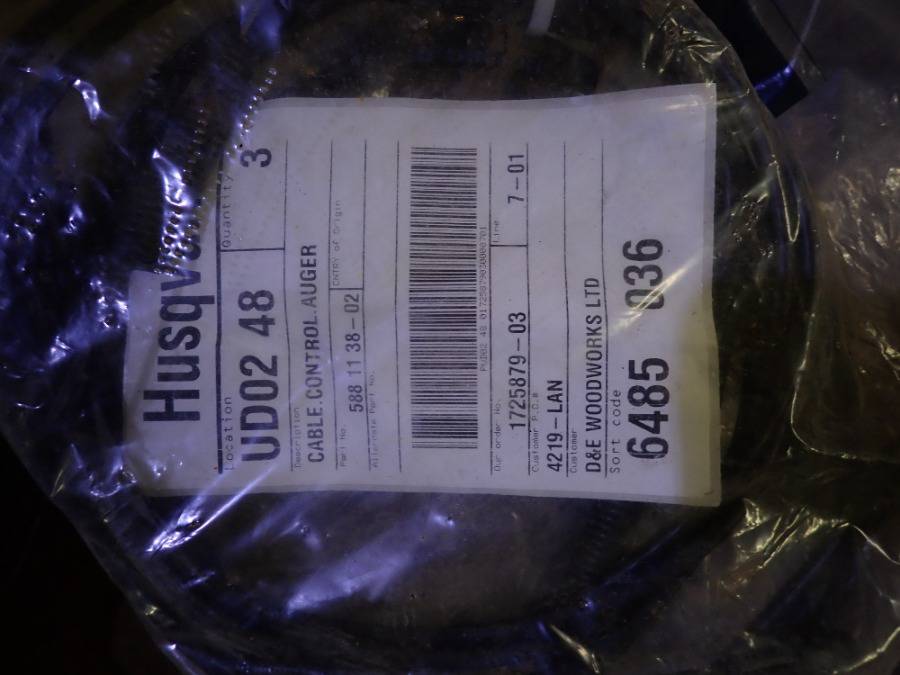 Husqva
Location Quantity
UD02 48 3
Description
CABLE.CONTROL.AUGER
Part No. CNTRY of Origin
588 11 38-02
Alternate Part No.
Our order No. Line
1725879-03 7-01
Customer P.O.#
4219-LAN
Customer
D&E WOODWORKS LTD
Sort code
6485 036